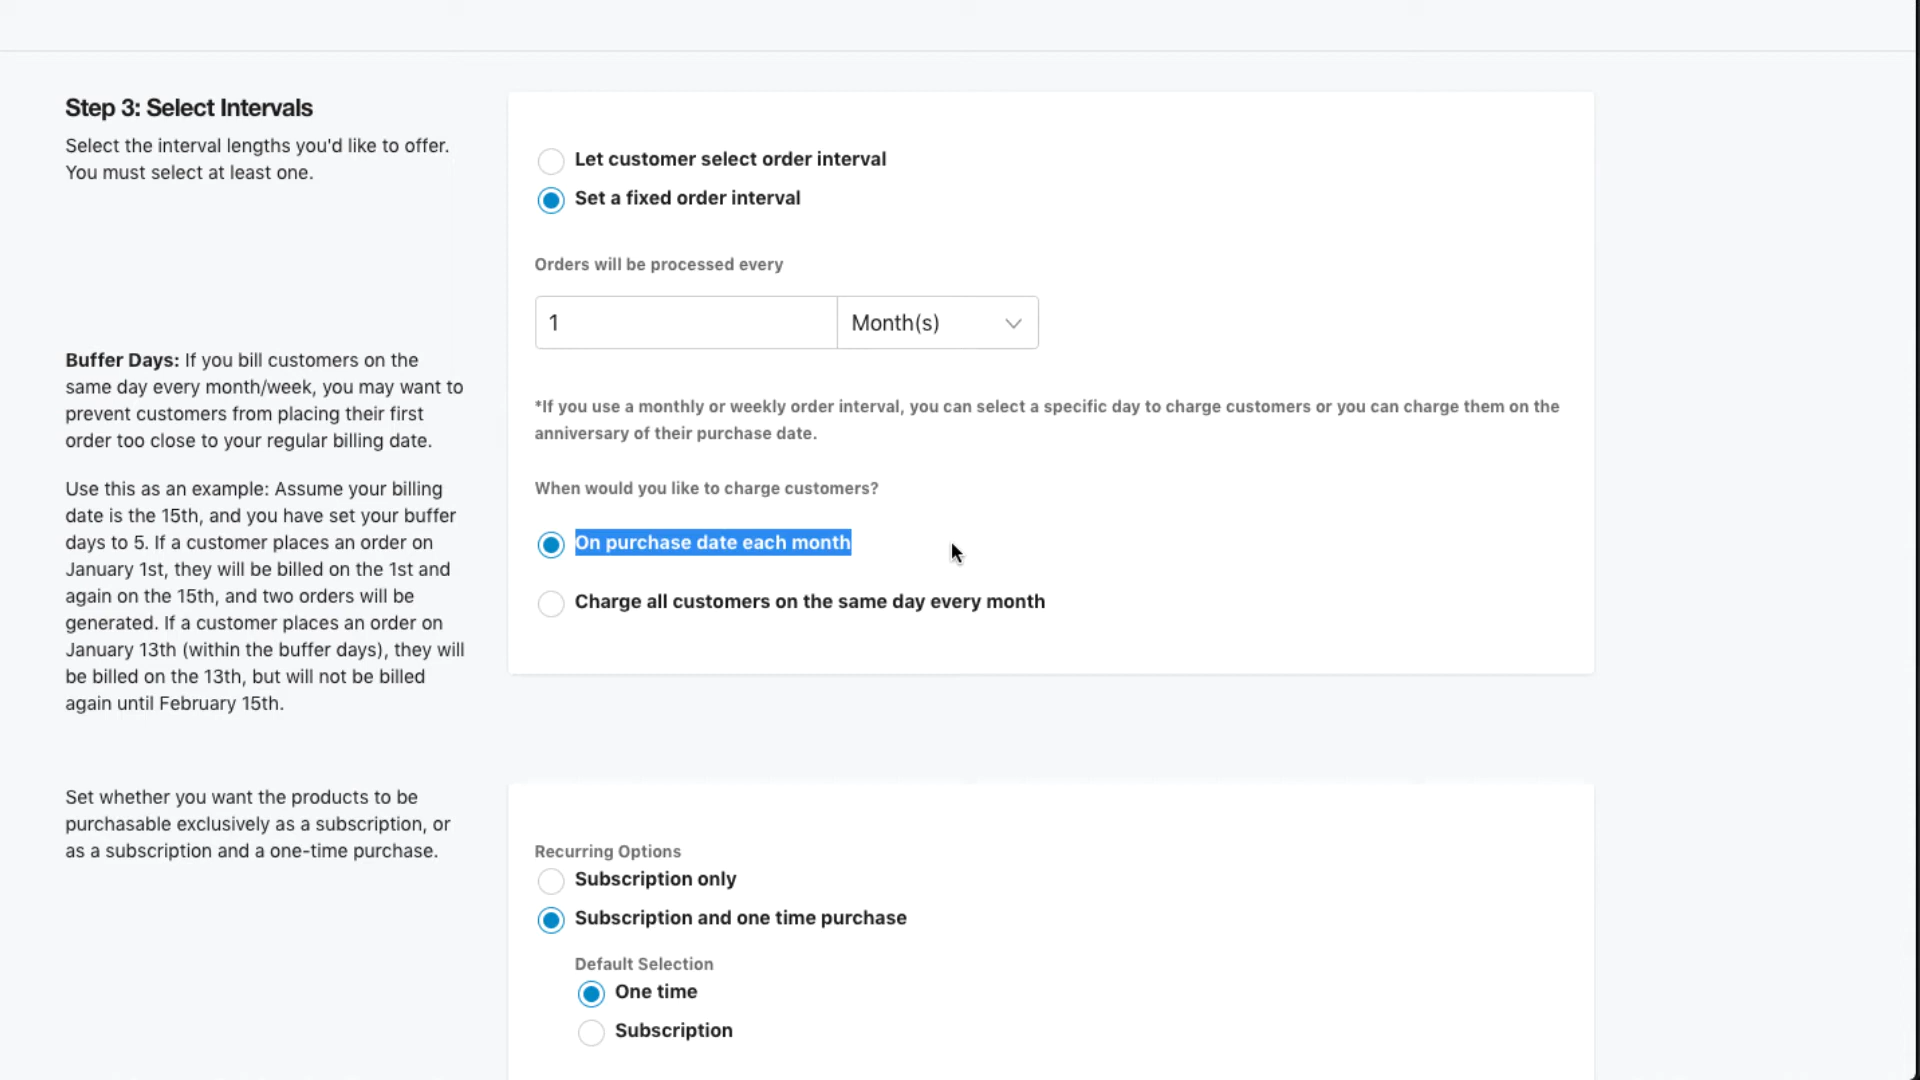 Step 3: Select Intervals
Select the interval lengths you'd like to offer.
You must select at least one.
Let customer select order interval
Set a fixed order interval
Orders will be processed every
1
Month(s)
Buffer Days: If you bill customers on the
same day every month/week, you may want to
prevent customers from placing their first
order too close to your regular billing date.
*If you use a monthly or weekly order interval, you can select a specific day to charge customers or you can charge them on the
anniversary of their purchase date.
Use this as an example: Assume your billing
date is the 15th, and you have set your buffer
days to 5. If a customer places an order on
January 1st, they will be billed on the 1st and
again on the 15th, and two orders will be
generated. If a customer places an order on
January 13th (within the buffer days), they will
be billed on the 13th, but will not be billed
again until February 15th.
When would you like to charge customers?
On purchase date each month
Charge all customers on the same day every month
Set whether you want the products to be
purchasable exclusively as a subscription, or
as a subscription and a one-time purchase.
Recurring Options
Subscription only
Subscription and one time purchase
Default Selection
One time
Subscription